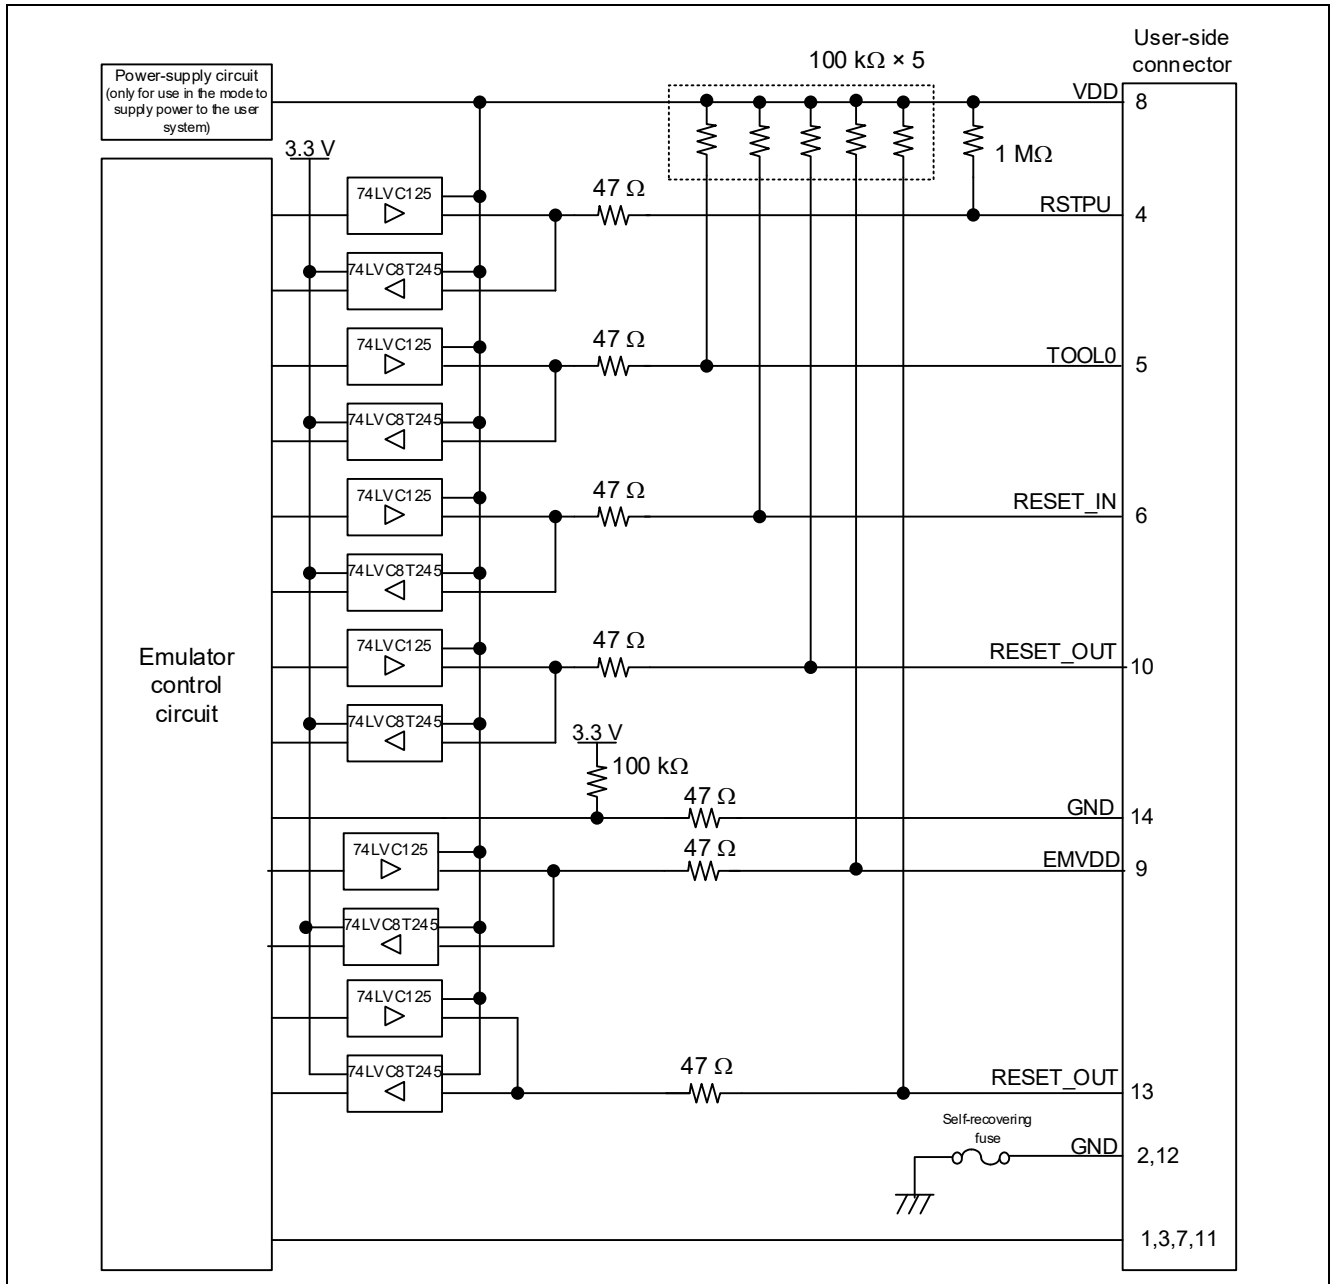 User-side
connector
100 kΩ × 5
Power-supply circuit
(only for use in the mode to
supply power to the user
system)
VDD
8
3.3 V
1 MΩ
74LVC125
47 Ω
RSTPU
4
74LVC8T245
74LVC125
47 Ω
TOOL0
5
74LVC8T245
74LVC125
47 Ω
RESET_IN
6
74LVC8T245
Emulator
control
circuit
74LVC125
47 Ω
RESET_OUT
10
74LVC8T245
3.3 V
100 kΩ
47 Ω
GND
14
74LVC125
47 Ω
EMVDD
9
74LVC8T245
74LVC125
74LVC8T245
47 Ω
RESET_OUT
13
Self-recovering
fuse
GND
2,12
1,3,7,11